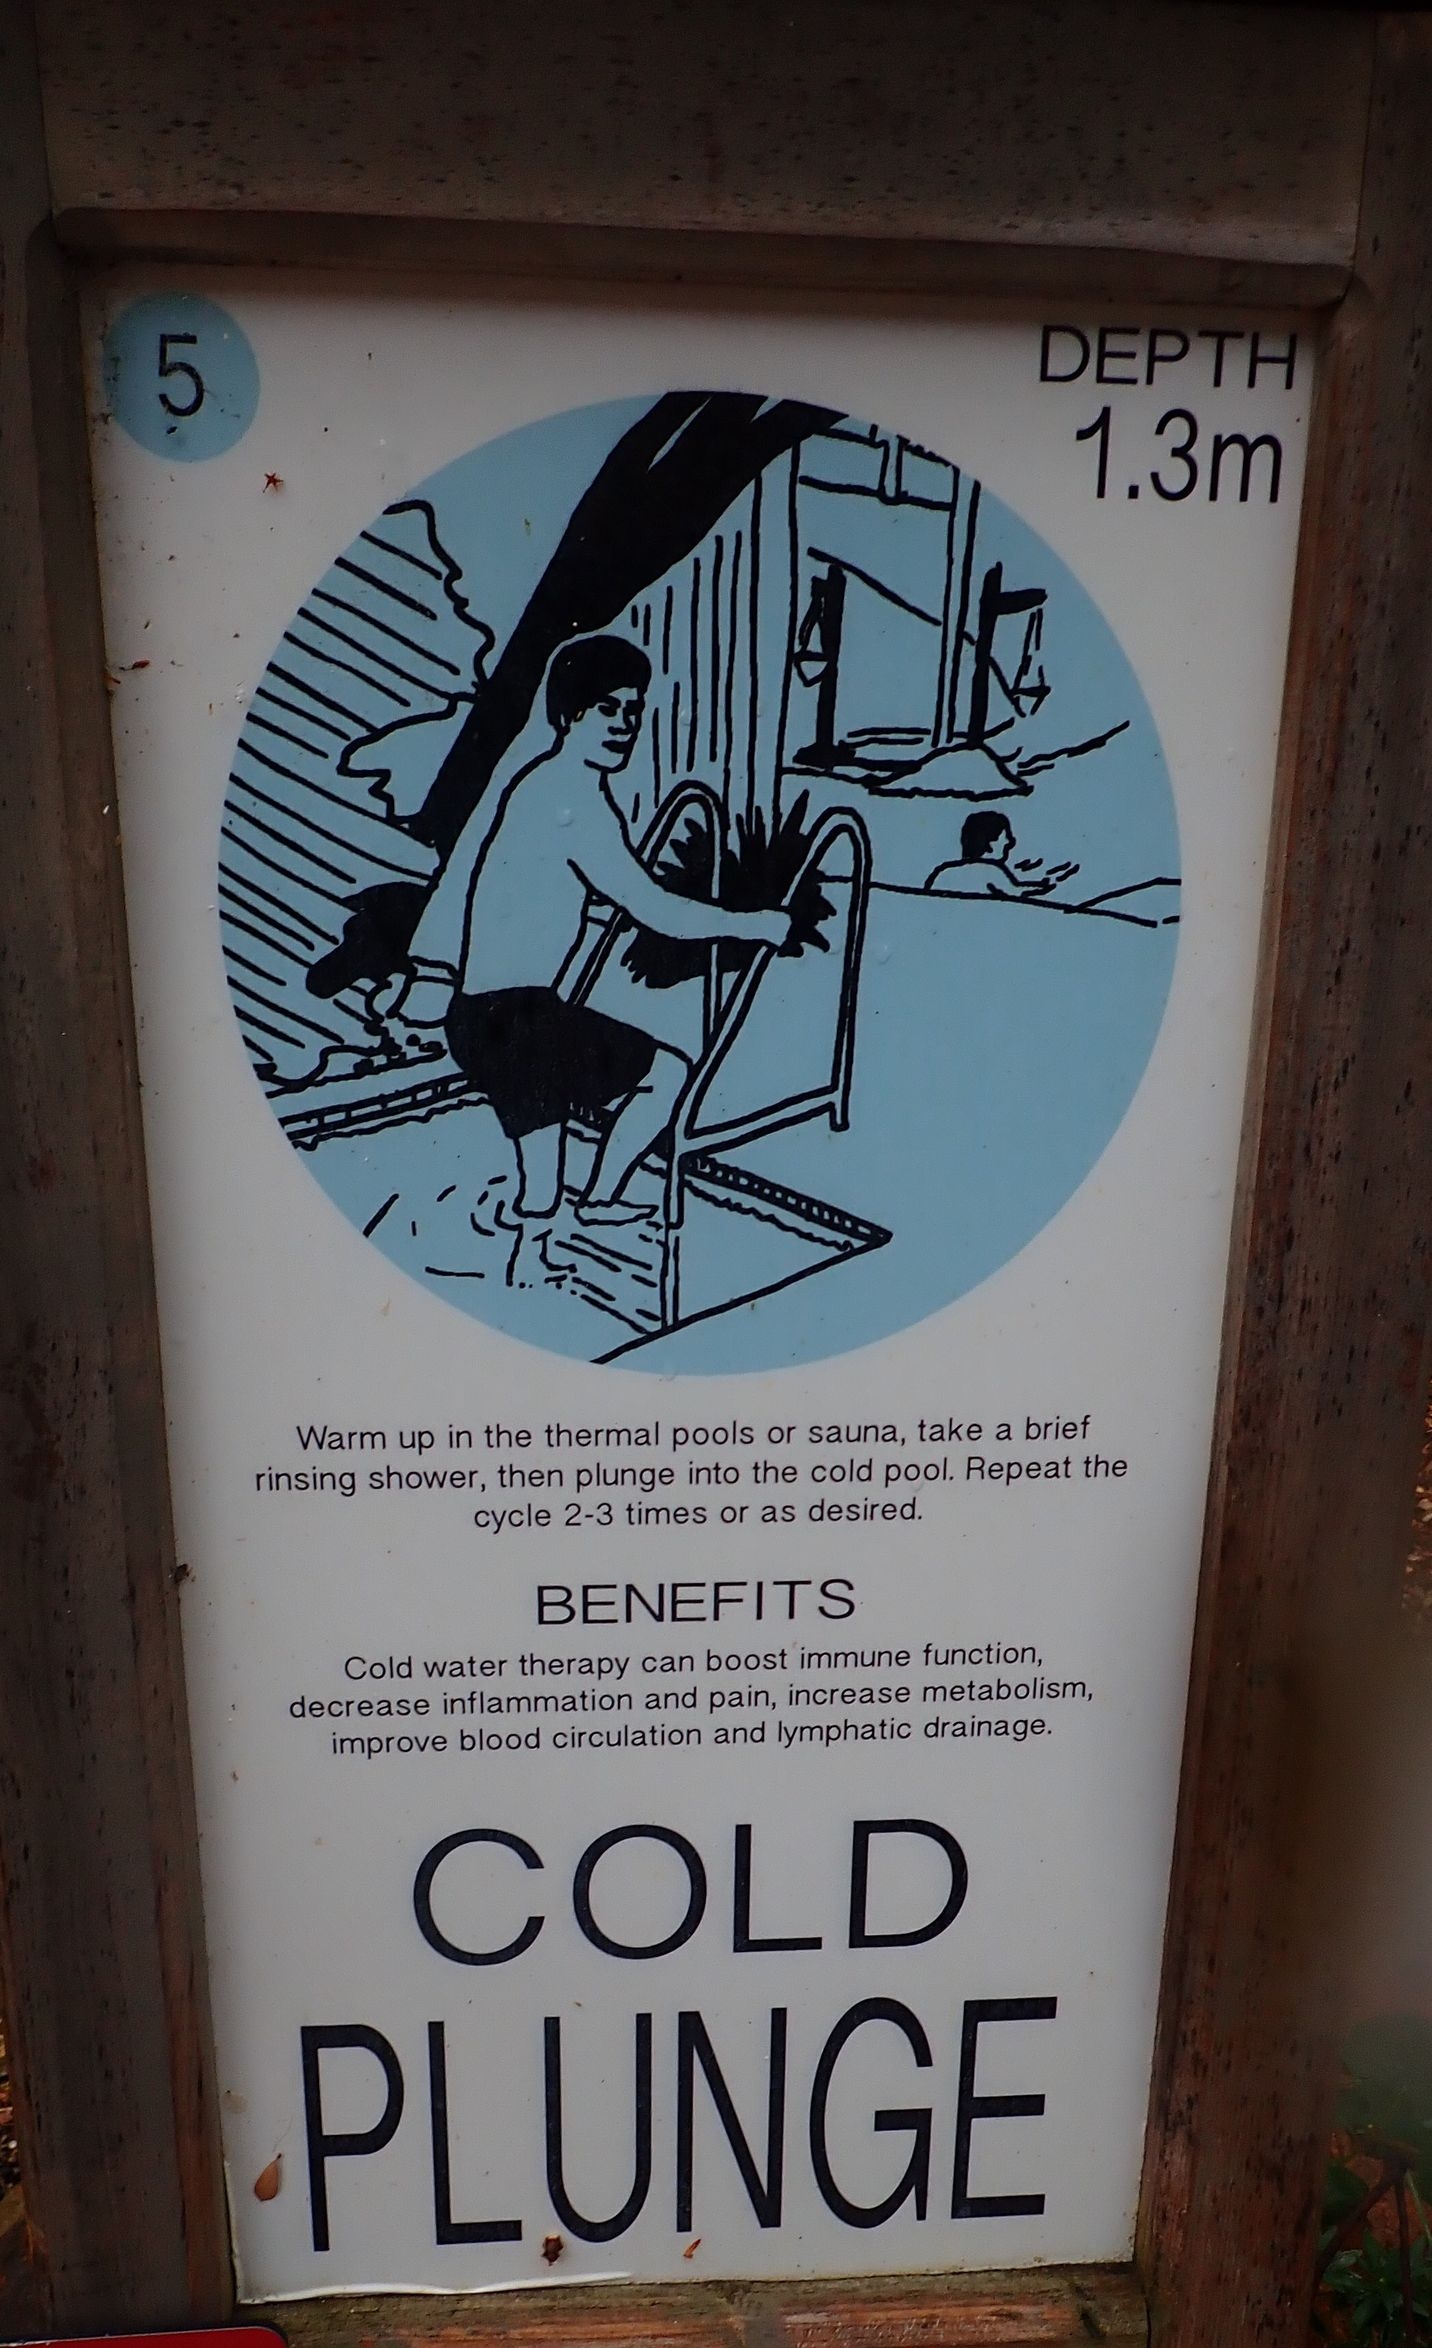 5
DEPTH
1.3m
Warm up in the thermal pools or sauna, take a brief
rinsing shower, then plunge into the cold pool. Repeat the
cycle 2-3 times or as desired.
BENEFITS
Cold water therapy can boost immune function,
decrease inflammation and pain, increase metabolism,
improve blood circulation and lymphatic drainage.
COLD
PLUNGE